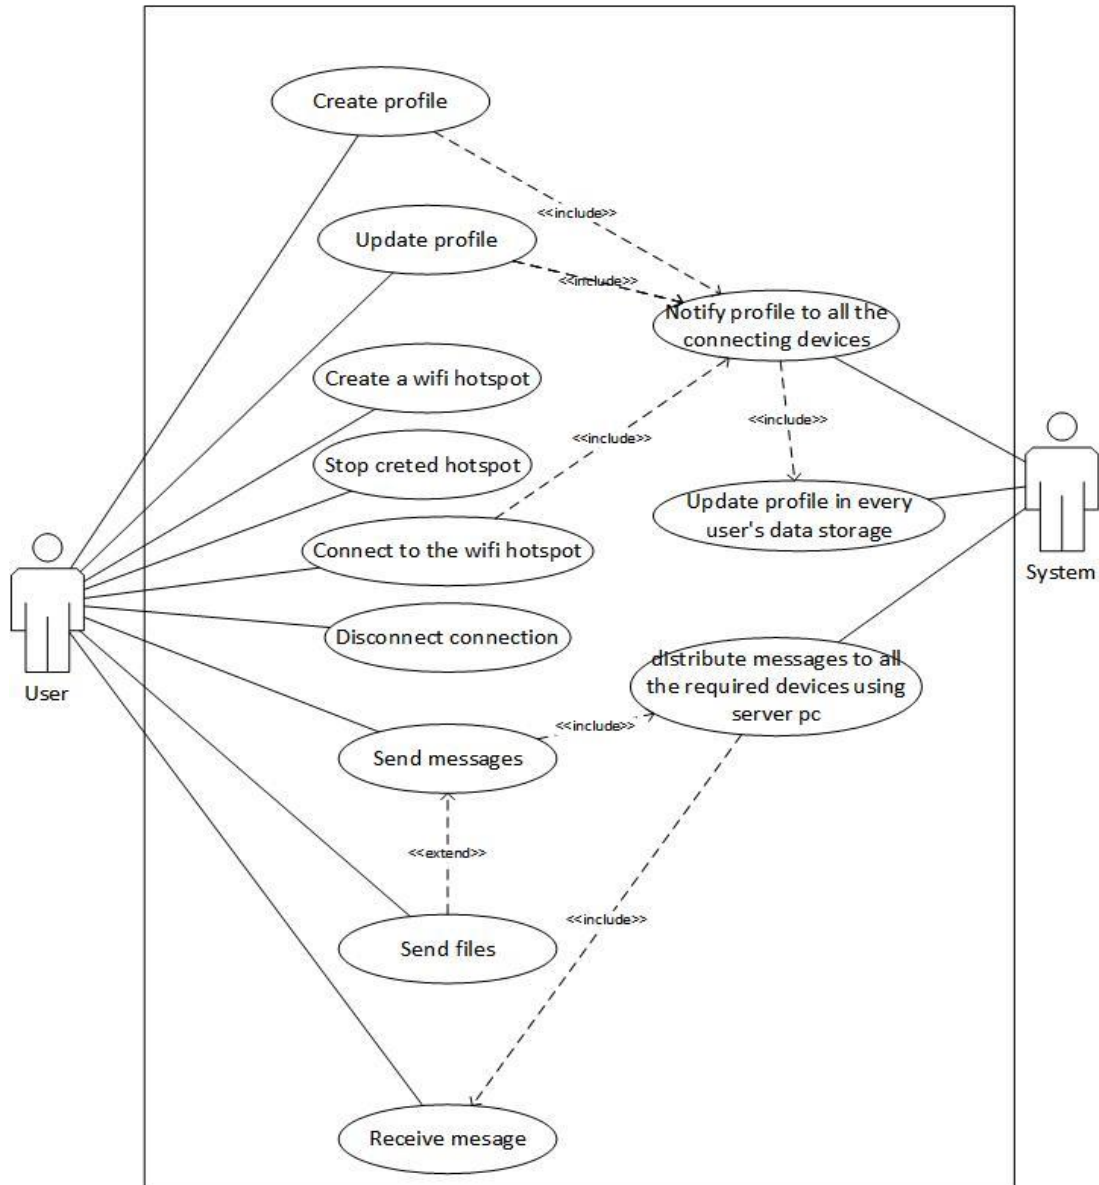 Create profile
<<include>>
Update profile
<<include>>
Notify profile to all the
connecting devices
Create a wifi hotspot
<<include>>
<<include>>
Stop creted hotspot
Update profile in every
user's data storage
Connect to the wifi hotspot
System
Disconnect connection
User
distribute messages to all
the required devices using
server pc
<<include>>
Send messages
<<extend>>
<<include>>
Send files
Receive mesage